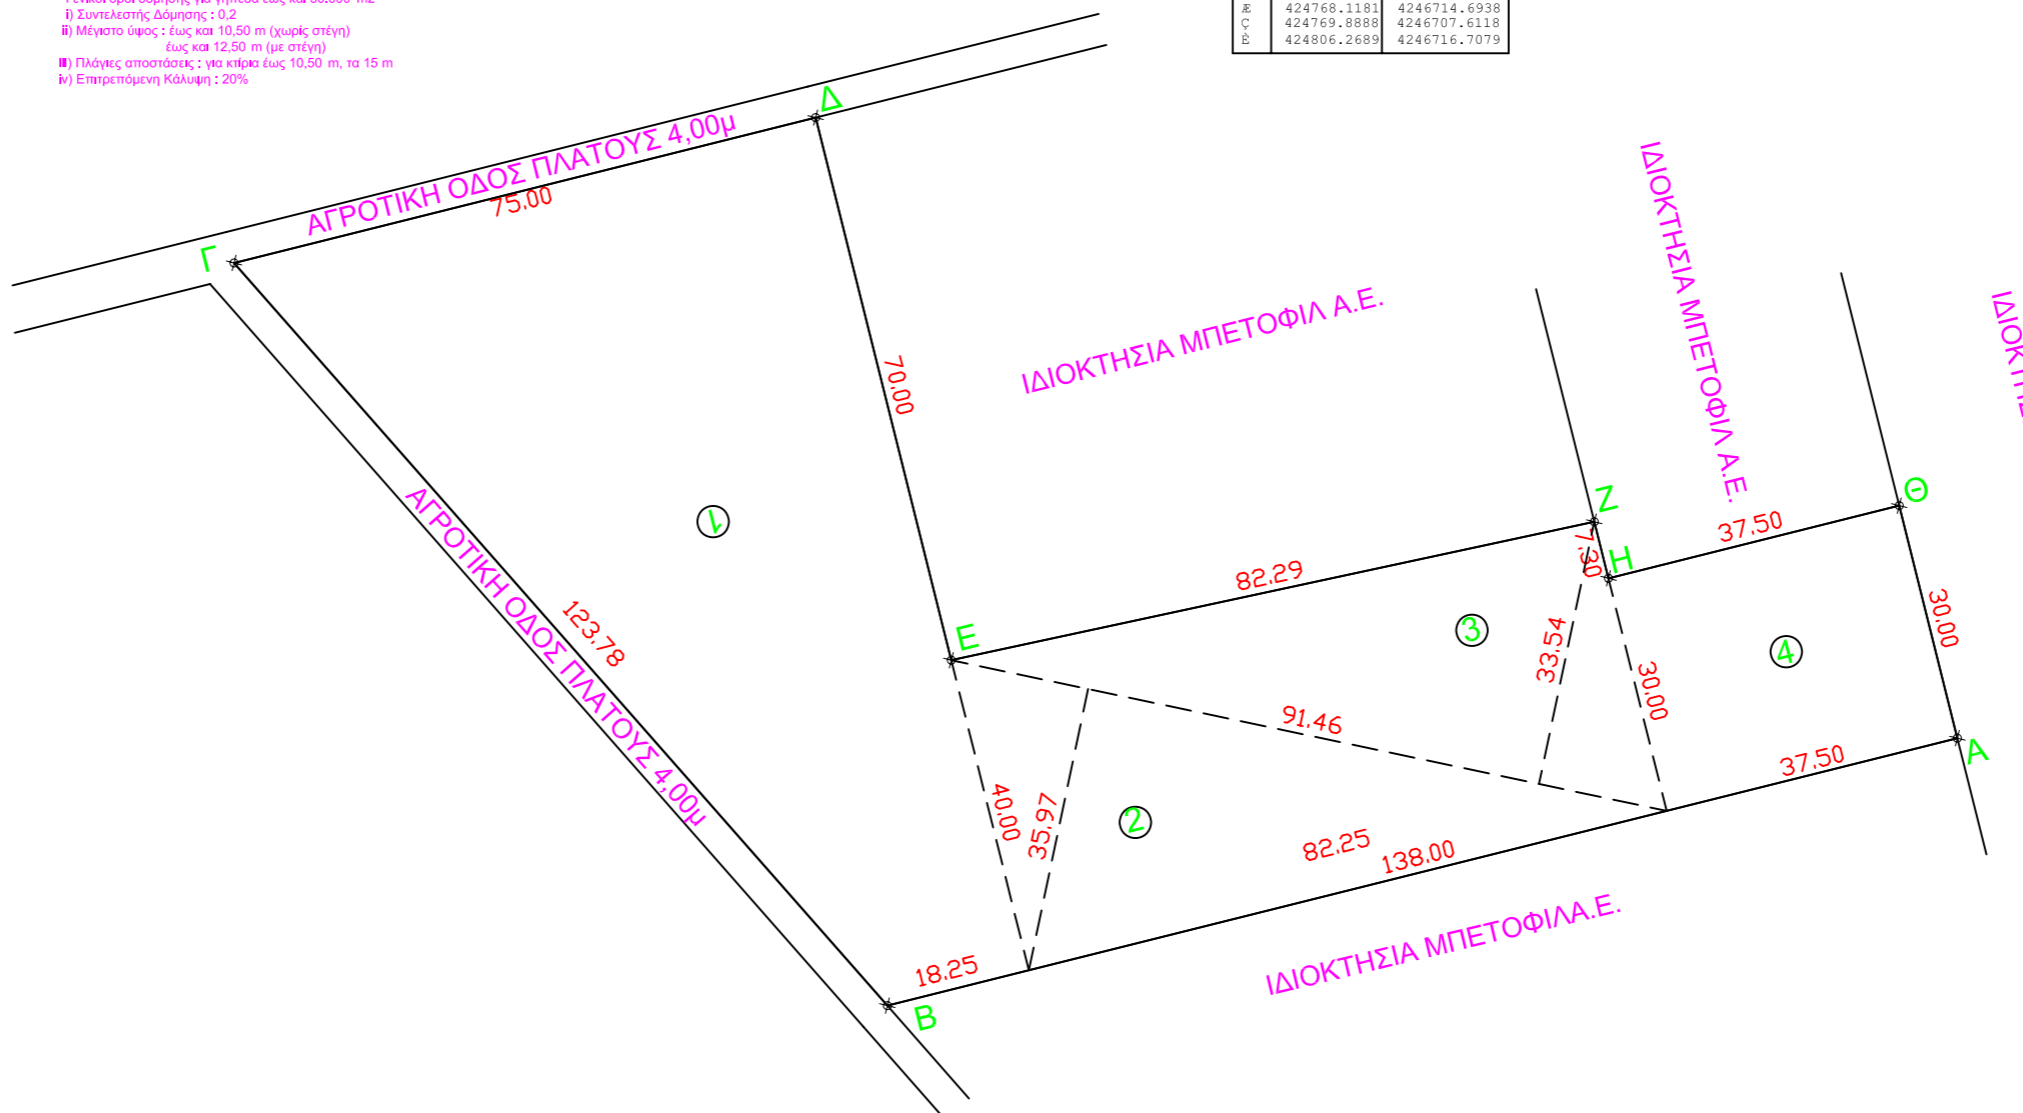 i) Συντελεστής Δόμησης : 0,2
ii) Μέγιστο ύψος : έως και 10,50 m (χωρίς στέγη)
έως και 12,50 m (με στέγη)
iii) Πλάγιες αποστάσεις : για κτίρια έως 10,50 m, τα 15 m
iv) Επιτρεπόμενη Κάλυψη : 20%
Æ 424768.1181 4246714.6938
Ç 424769.8888 4246707.6118
È 424806.2689 4246716.7079
Δ
ΑΓΡΟΤΙΚΗ ΟΔΟΣ ΠΛΑΤΟΥΣ 4,00μ
75.00
Γ
ΙΔΙΟΚΤΗΣΙΑ ΜΠΕΤΟΦΙΛ Α.Ε.
ΙΔΙΟΚΤΗΣΙΑ ΜΠΕΤΟΦΙΛ Α.Ε.
70.00
1
ΑΓΡΟΤΙΚΗ ΟΔΟΣ ΠΛΑΤΟΥΣ 4,00μ
123.78
Ζ
Θ
37.50
7.30
Η
82.29
Ε
3
33.54
4
30.00
30.00
91.46
37.50
Α
40.00
35.97
2
82.25
138.00
18.25
Β
ΙΔΙΟΚΤΗΣΙΑ ΜΠΕΤΟΦΙΛΑ.Ε.